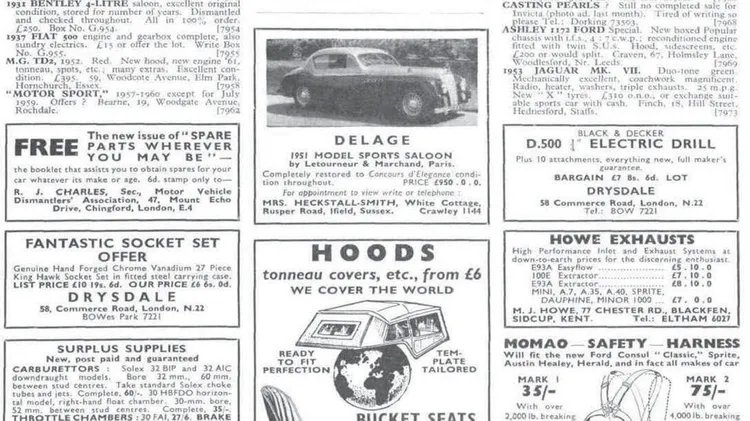 1931 BENTLEY 4-LITRE saloon, excellent original
condition, stored for number of years. Dismantled
and checked throughout. All in 100% order.
£250. Box No. G.954. [7954
1937 FIAT 500 engine and gearbox complete, also
sundry electrics. £15 or offer the lot. Write Box
No. G.955. [7955
M.G. TD2, 1952. Red. New hood, new engine '61,
tonneau, spots, etc.; many extras. Excellent con-
dition. £395. 59, Woodcote Avenue, Elm Park,
Hornchurch, Essex. [7958
"MOTOR SPORT," 1957-1960 except for July
1959. Offers? Bearne, 19, Woodgate Avenue,
Rochdale. [7962
FREE
The new issue of "SPARE
PARTS WHEREVER
YOU MAY BE"—
the booklet that assists you to obtain spares for your
car whatever its make or age. 6d. stamp only to—
R. J. CHARLES, Sec., Motor Vehicle
Dismantlers' Association, 47, Mount Echo
Drive, Chingford, London, E.4
FANTASTIC SOCKET SET
OFFER
Genuine Hand Forged Chrome Vanadium 27 Piece
King Hawk Socket Set in fitted steel carrying case.
LIST PRICE £10 19s. 6d. OUR PRICE £6 6s. 0d.
DRYSDALE
58, Commerce Road, London, N.22
BOWes Park 7221
SURPLUS SUPPLIES
New, post paid and guaranteed
CARBURETTORS: Solex 32 BIP and 32 AIC
downdraught models. Bore 32 mm., 60 mm.
between stud centres. Take standard Solex choke
tubes and jets. Complete, 60/-. 30 HBFDO horizon-
tal model, right-hand float chamber. 30-mm. bore,
52 mm. between stud centres. Complete, 35/-.
THROTTLE CHAMBERS: 30 FAI, 27/6. BRAKE
DELAGE
1951 MODEL SPORTS SALOON
by Letourneur & Marchand, Paris.
Completely restored to Concours d'Elegance condi-
tion throughout. PRICE £950.0.0.
For appointment to view write or telephone:
MRS. HECKSTALL-SMITH, White Cottage,
Rusper Road, Ifield, Sussex. Crawley 1144
HOODS
tonneau covers, etc., from £6
WE COVER THE WORLD
READY
TO FIT
PERFECTION
TEM-
PLATE
TAILORED
BUCKET SEATS
CASTING PEARLS? Still no completed sale for
Invicta (photo ad. last month). Tired of writing so
please Tel.: Dorking 73503. [7968
ASHLEY 1172 FORD Special. New boxed Popular
chassis with i.f.s., 4:7 c.w.p.; reconditioned engine
fitted with twin S.U.s. Hood, sidescreens, etc.
£200 or would split. Craven, 67, Holmsley Lane,
Woodlesford, Nr. Leeds. [7969
1953 JAGUAR MK. VII. Duo-tone green.
Mechanically excellent, coachwork magnificent.
Radio, heater, washers, triple exhausts. 25 m.p.g.
New "X" tyres. £310 o.n.o., or exchange suit-
able sports car with cash. Finch, 18, Hill Street,
Hednesford, Staffs. [7973
BLACK & DECKER
D.500 ¼" ELECTRIC DRILL
Plus 10 attachments, everything new, full maker's
guarantee.
BARGAIN £7 8s. 6d. LOT
DRYSDALE
58 Commerce Road, London, N.22
Tel.: BOW 7221
HOWE EXHAUSTS
High Performance Inlet and Exhaust Systems at
down-to-earth prices for the discerning enthusiast.
E93A Easyflow ... £5.10.0
100E Extractor ... £7.10.0
E93A Extractor ... £8.10.0
MINI, A.7, A.35, A.40, SPRITE,
DAUPHINE, MINOR 1000 ... £7.0.0
M. J. HOWE, 77 CHESTER RD., BLACKFEN,
SIDCUP, KENT. Tel.: ELTHAM 6027
MOMAO—SAFETY—HARNESS
Will fit the new Ford Consul "Classic," Sprite,
Austin Healey, Herald, and in fact all makes of car
MARK 1
35/-
With over
2,000 lb. breaking
MARK 2
75/-
With over
4,000 lb. breaking